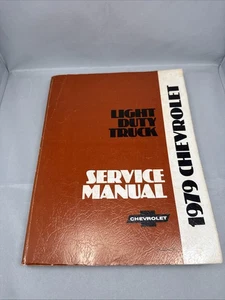 LIGHT
DUTY
TRUCK
SERVICE
MANUAL
CHEVROLET
1979 CHEVROLET